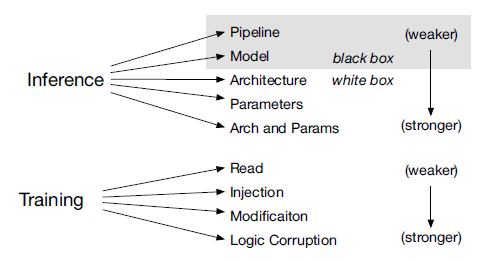 Pipeline (weaker)
Model black box
Inference
Architecture white box
Parameters
Arch and Params (stronger)
Read (weaker)
Injection
Training
Modificaiton
Logic Corruption (stronger)